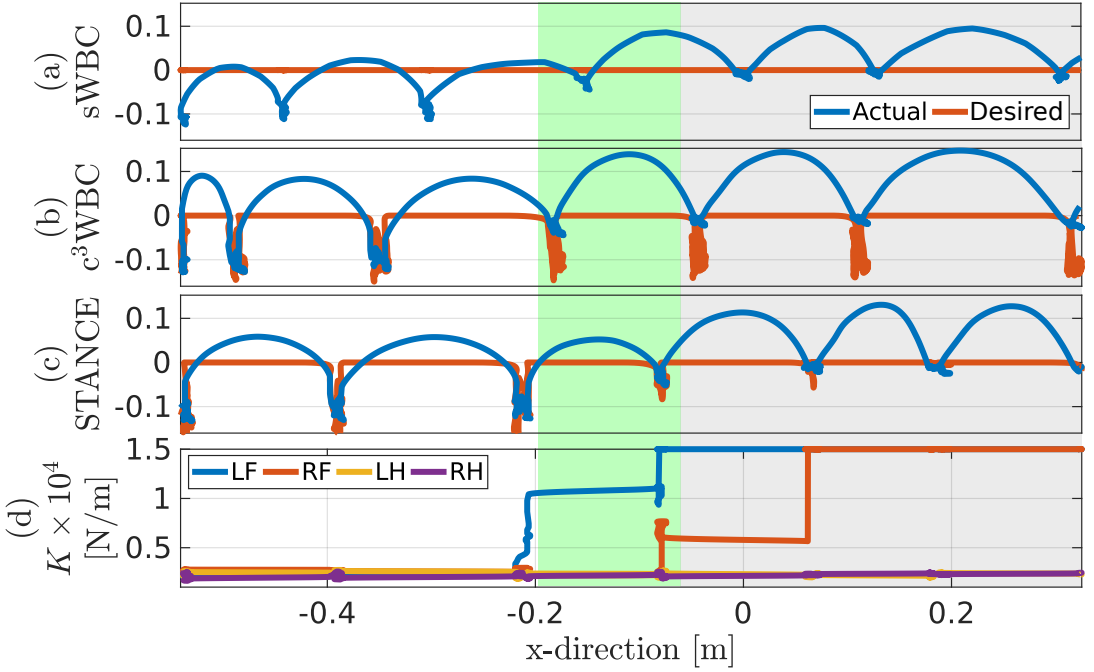 (a)
sWBC
0.1
0
-0.1
Actual
Desired
(b)
c³WBC
0.1
0
-0.1
(c)
STANCE
0.1
0
-0.1
(d)
K × 10⁴
[N/m]
1.5
1
0.5
LF
RF
LH
RH
-0.4
-0.2
0
0.2
x-direction [m]